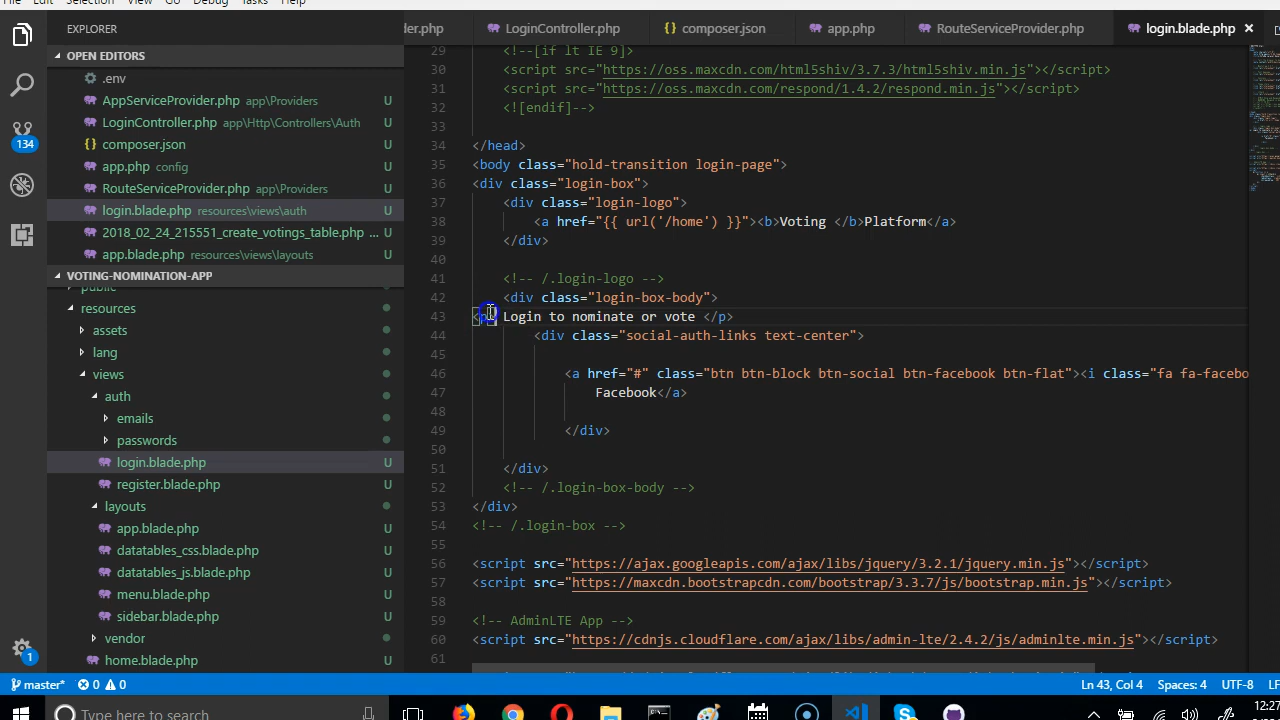 File Edit Selection View Go Debug Tasks Help
EXPLORER
der.php LoginController.php composer.json app.php RouteServiceProvider.php login.blade.php
OPEN EDITORS
.env
AppServiceProvider.php app\Providers U
LoginController.php app\Http\Controllers\Auth U
composer.json U
app.php config U
RouteServiceProvider.php app\Providers U
login.blade.php resources\views\auth U
2018_02_24_215551_create_votings_table.php ... U
app.blade.php resources\views\layouts U
VOTING-NOMINATION-APP
public
resources
assets
lang
views
auth
emails
passwords
login.blade.php U
register.blade.php U
layouts
app.blade.php U
datatables_css.blade.php U
datatables_js.blade.php U
menu.blade.php U
sidebar.blade.php U
vendor
home.blade.php U
134
1
29 <!--[if lt IE 9]>
30 <script src="https://oss.maxcdn.com/html5shiv/3.7.3/html5shiv.min.js"></script>
31 <script src="https://oss.maxcdn.com/respond/1.4.2/respond.min.js"></script>
32 <![endif]-->
33
34 </head>
35 <body class="hold-transition login-page">
36 <div class="login-box">
37 <div class="login-logo">
38 <a href="{{ url('/home') }}"><b>Voting </b>Platform</a>
39 </div>
40
41 <!-- /.login-logo -->
42 <div class="login-box-body">
43 <p> Login to nominate or vote </p>
44 <div class="social-auth-links text-center">
45
46 <a href="#" class="btn btn-block btn-social btn-facebook btn-flat"><i class="fa fa-facebo
47 Facebook</a>
48
49 </div>
50
51 </div>
52 <!-- /.login-box-body -->
53 </div>
54 <!-- /.login-box -->
55
56 <script src="https://ajax.googleapis.com/ajax/libs/jquery/3.2.1/jquery.min.js"></script>
57 <script src="https://maxcdn.bootstrapcdn.com/bootstrap/3.3.7/js/bootstrap.min.js"></script>
58
59 <!-- AdminLTE App -->
60 <script src="https://cdnjs.cloudflare.com/ajax/libs/admin-lte/2.4.2/js/adminlte.min.js"></script>
61
master* 0 0 Ln 43, Col 4 Spaces: 4 UTF-8 LF
Type here to search 12:27